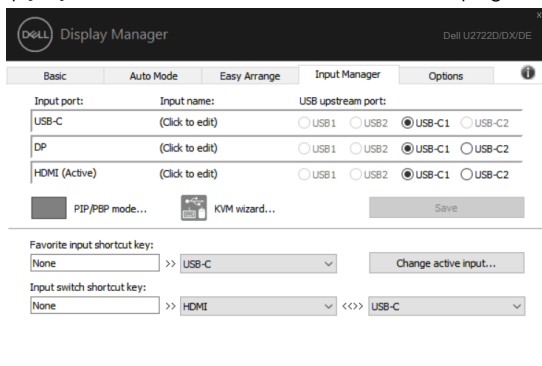 DELL Display Manager
Dell U2722D/DX/DE
x
Basic Auto Mode Easy Arrange Input Manager Options
Input port: Input name: USB upstream port:
USB-C (Click to edit) USB1 USB2 USB-C1 USB-C2
DP (Click to edit) USB1 USB2 USB-C1 USB-C2
HDMI (Active) (Click to edit) USB1 USB2 USB-C1 USB-C2
PIP/PBP mode... KVM wizard... Save
Favorite input shortcut key:
None >> USB-C Change active input...
Input switch shortcut key:
None >> HDMI <<>> USB-C